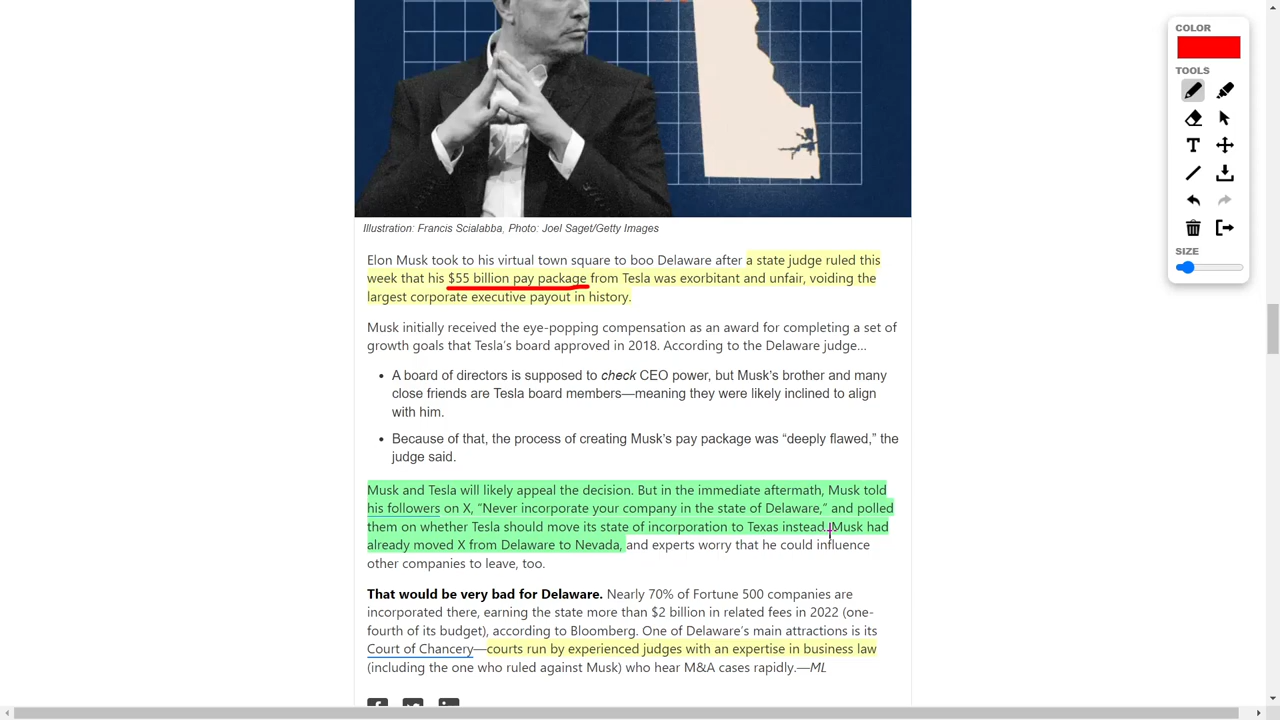 COLOR
TOOLS
SIZE
Illustration: Francis Scialabba, Photo: Joel Saget/Getty Images
Elon Musk took to his virtual town square to boo Delaware after a state judge ruled this
week that his $55 billion pay package from Tesla was exorbitant and unfair, voiding the
largest corporate executive payout in history.
Musk initially received the eye-popping compensation as an award for completing a set of
growth goals that Tesla's board approved in 2018. According to the Delaware judge...
• A board of directors is supposed to check CEO power, but Musk's brother and many
close friends are Tesla board members—meaning they were likely inclined to align
with him.
• Because of that, the process of creating Musk's pay package was “deeply flawed,” the
judge said.
Musk and Tesla will likely appeal the decision. But in the immediate aftermath, Musk told
his followers on X, “Never incorporate your company in the state of Delaware,” and polled
them on whether Tesla should move its state of incorporation to Texas instead. Musk had
already moved X from Delaware to Nevada, and experts worry that he could influence
other companies to leave, too.
That would be very bad for Delaware. Nearly 70% of Fortune 500 companies are
incorporated there, earning the state more than $2 billion in related fees in 2022 (one-
fourth of its budget), according to Bloomberg. One of Delaware's main attractions is its
Court of Chancery—courts run by experienced judges with an expertise in business law
(including the one who ruled against Musk) who hear M&A cases rapidly.—ML